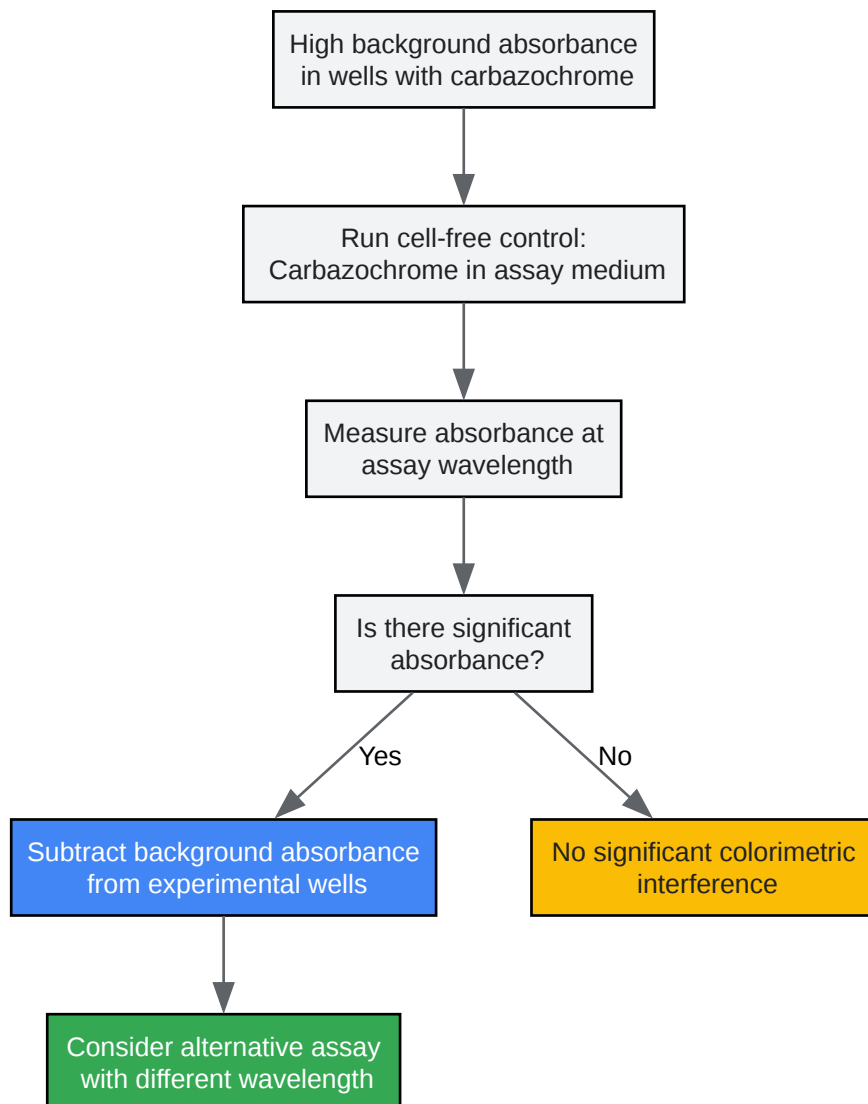 High background absorbance
in wells with carbazochrome
Run cell-free control:
Carbazochrome in assay medium
Measure absorbance at
assay wavelength
Is there significant
absorbance?
Yes
No
Subtract background absorbance
from experimental wells
No significant colorimetric
interference
Consider alternative assay
with different wavelength